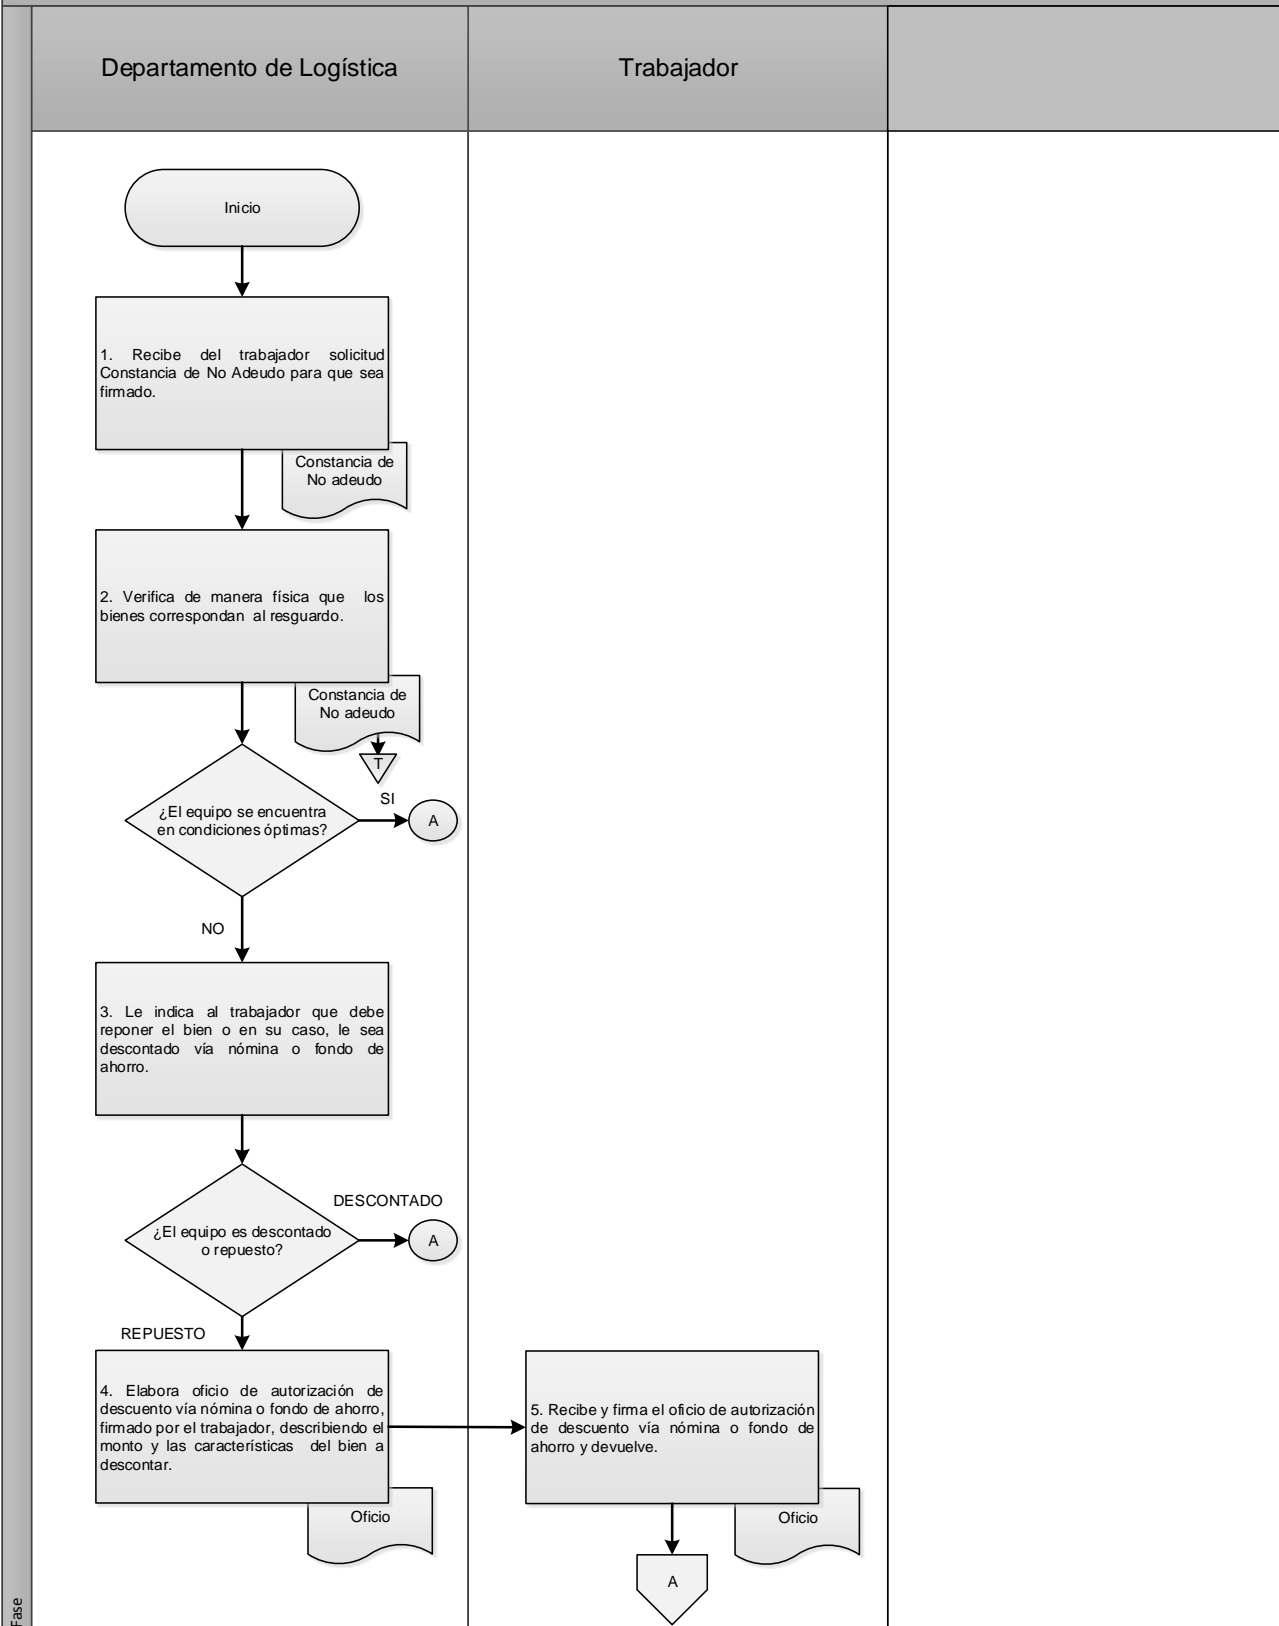 Departamento de Logística
Trabajador
Inicio
1. Recibe del trabajador solicitud
Constancia de No Adeudo para que sea
firmado.
Constancia de
No adeudo
2. Verifica de manera física que los
bienes correspondan al resguardo.
Constancia de
No adeudo
T
¿El equipo se encuentra
en condiciones óptimas?
SI
A
NO
3. Le indica al trabajador que debe
reponer el bien o en su caso, le sea
descontado vía nómina o fondo de
ahorro.
DESCONTADO
¿El equipo es descontado
o repuesto?
A
REPUESTO
4. Elabora oficio de autorización de
descuento vía nómina o fondo de ahorro,
firmado por el trabajador, describiendo el
monto y las características del bien a
descontar.
Oficio
5. Recibe y firma el oficio de autorización
de descuento vía nómina o fondo de
ahorro y devuelve.
Oficio
A
Fase